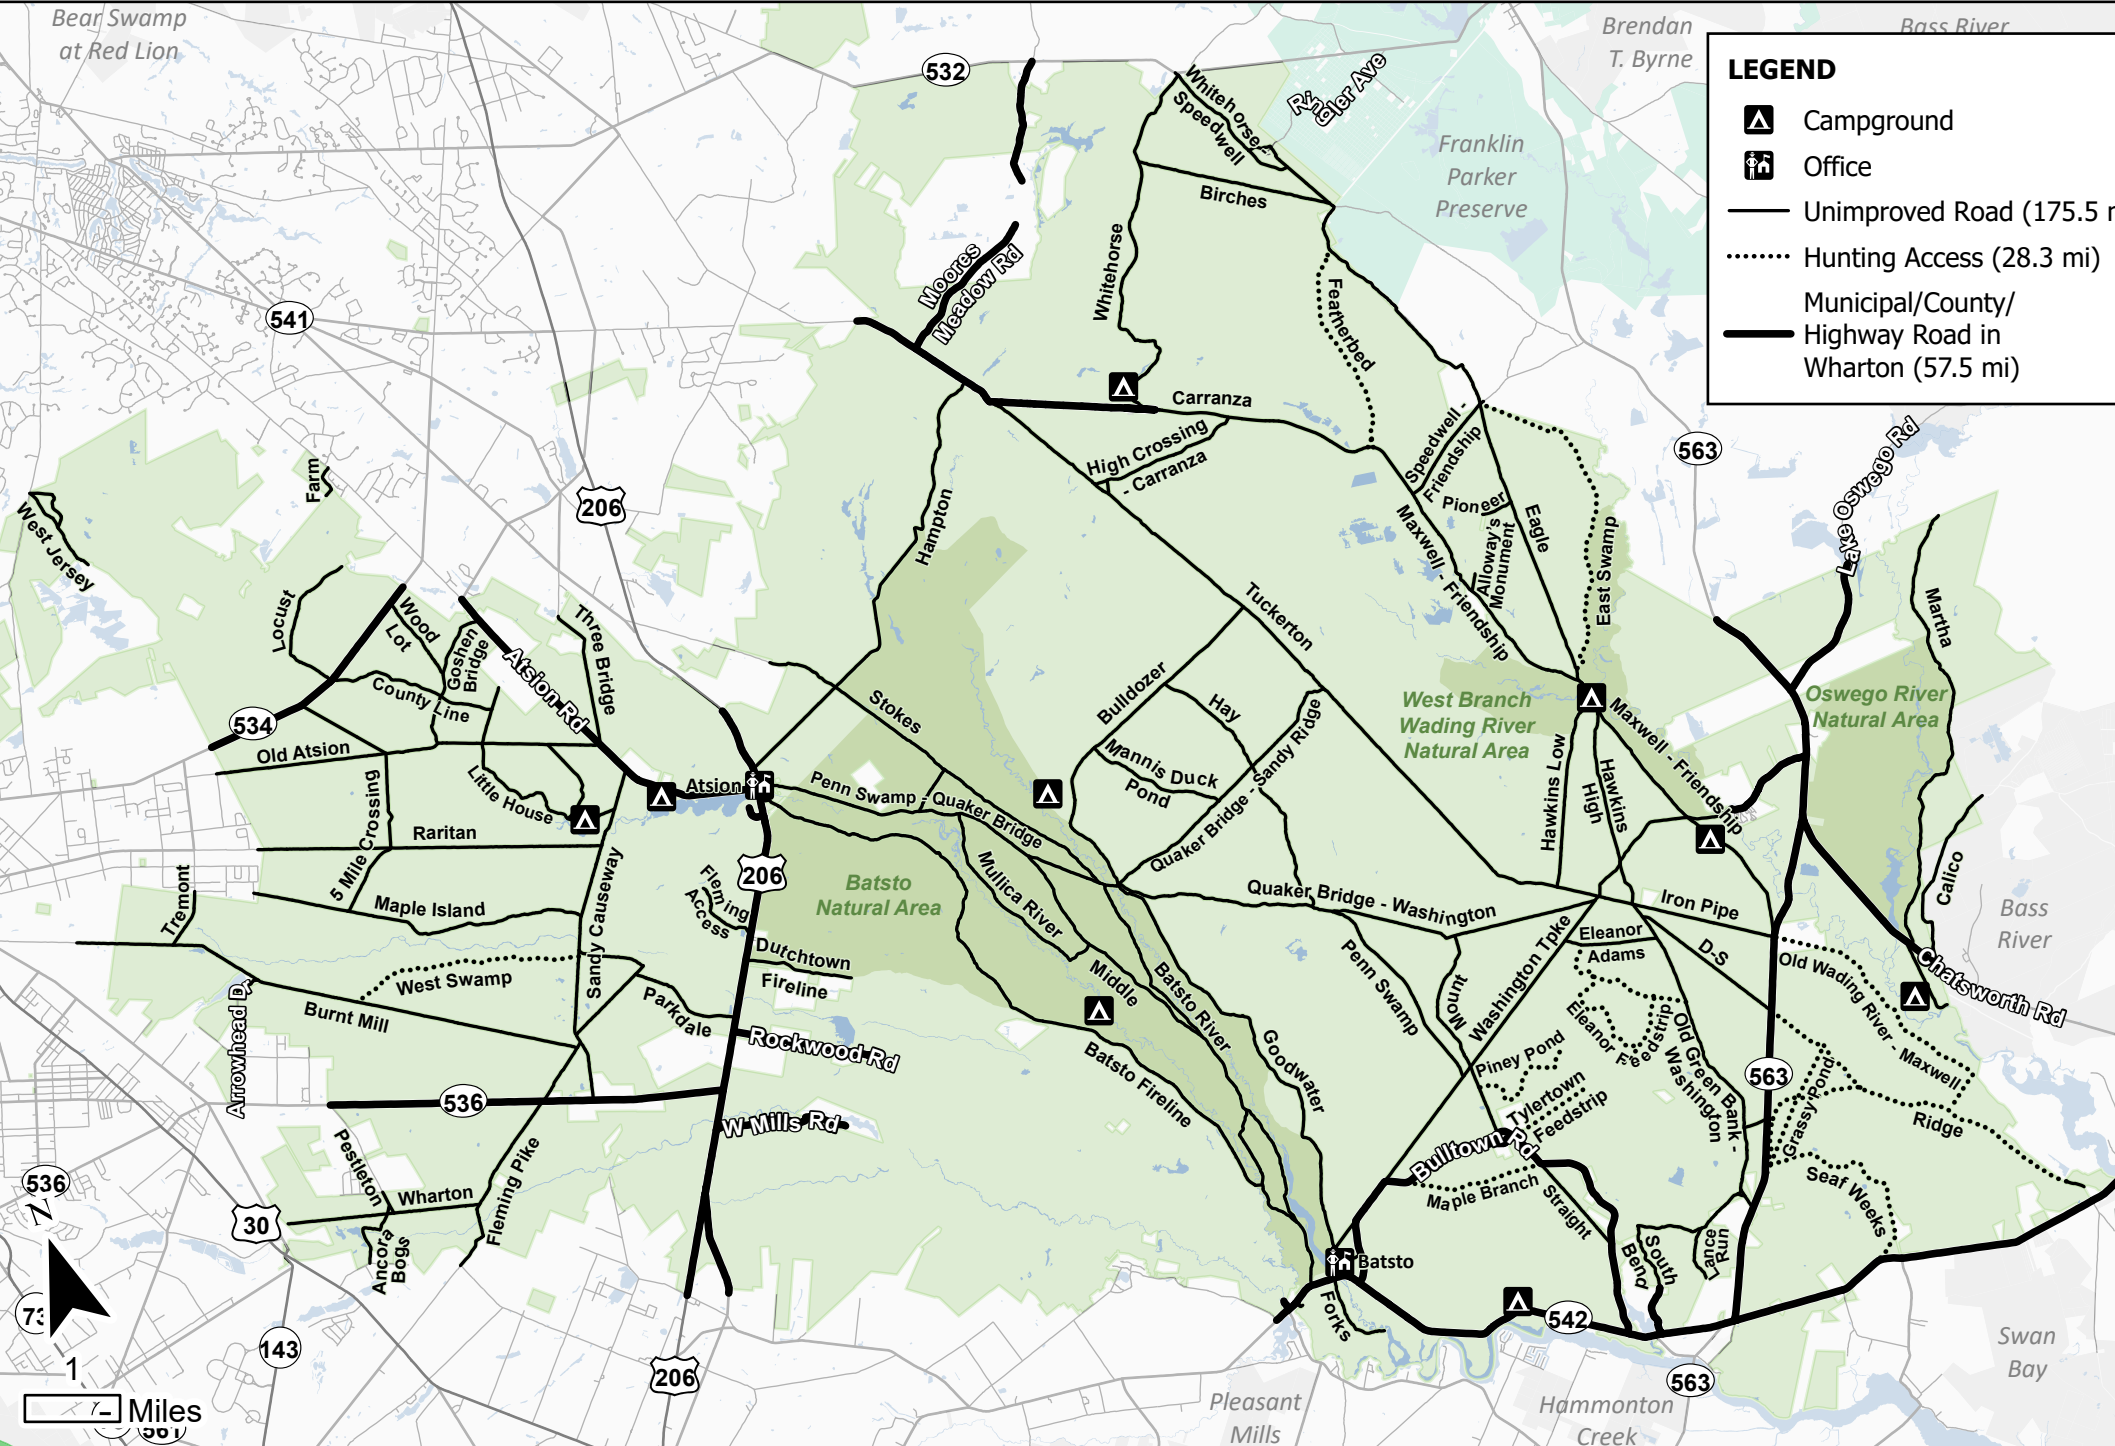 Bear Swamp
at Red Lion
Brendan
T. Byrne
Bass River
LEGEND
Campground
Office
Unimproved Road (175.5
Hunting Access (28.3 mi)
Municipal/County/
Highway Road in
Wharton (57.5 mi)
532
Whitehorse -
Speedwell
Ringler Ave
Franklin
Parker
Preserve
Birches
Whitehorse
Moores
Meadow Rd
541
Featherbed
Carranza
High Crossing
- Carranza
Speedwell -
Friendship
Pioneer
563
Lake Oswego Rd
Farm
West Jersey
206
Hampton
Maxwell - Friendship
Alloway's
Monument
Eagle
East Swamp
Locust
Wood
Lot
Goshen
Bridge
Three Bridge
Atsion Rd
County Line
Tuckerton
Martha
534
Old Atsion
Stokes
Bulldozer
Hay
West Branch
Wading River
Natural Area
Oswego River
Natural Area
Maxwell - Friendship
Mannis Duck
Pond
Quaker Bridge - Sandy Ridge
Hawkins Low
Hawkins
High
Little House
Atsion
Penn Swamp - Quaker Bridge
5 Mile Crossing
Raritan
206
Batsto
Natural Area
Mullica River
Quaker Bridge - Washington
Iron Pipe
Calico
Bass
River
Tremont
Maple Island
Sandy Causeway
Fleming
Access
Dutchtown
Fireline
Middle
Batsto River
Penn Swamp
Mount
Washington Tpke
Eleanor
Adams
D-S
Old Wading River - Maxwell
Chatsworth Rd
West Swamp
Burnt Mill
Arrowhead Dr
Parkdale
Rockwood Rd
Batsto Fireline
Goodwater
Piney Pond
Eleanor Feedstrip
Old Green Bank -
Washington
563
Grassy Pond
Ridge
536
W Mills Rd
Tylertown
Feedstrip
Bulltown Rd
Maple Branch
Straight
Seaf Weeks
Pestleton
Wharton
Fleming Pike
Ancora
Bogs
536
N
30
73
143
206
Batsto
Forks
542
South
Bend
Lance
Run
563
Swan
Bay
Pleasant
Mills
Hammonton
Creek
1
Miles
561